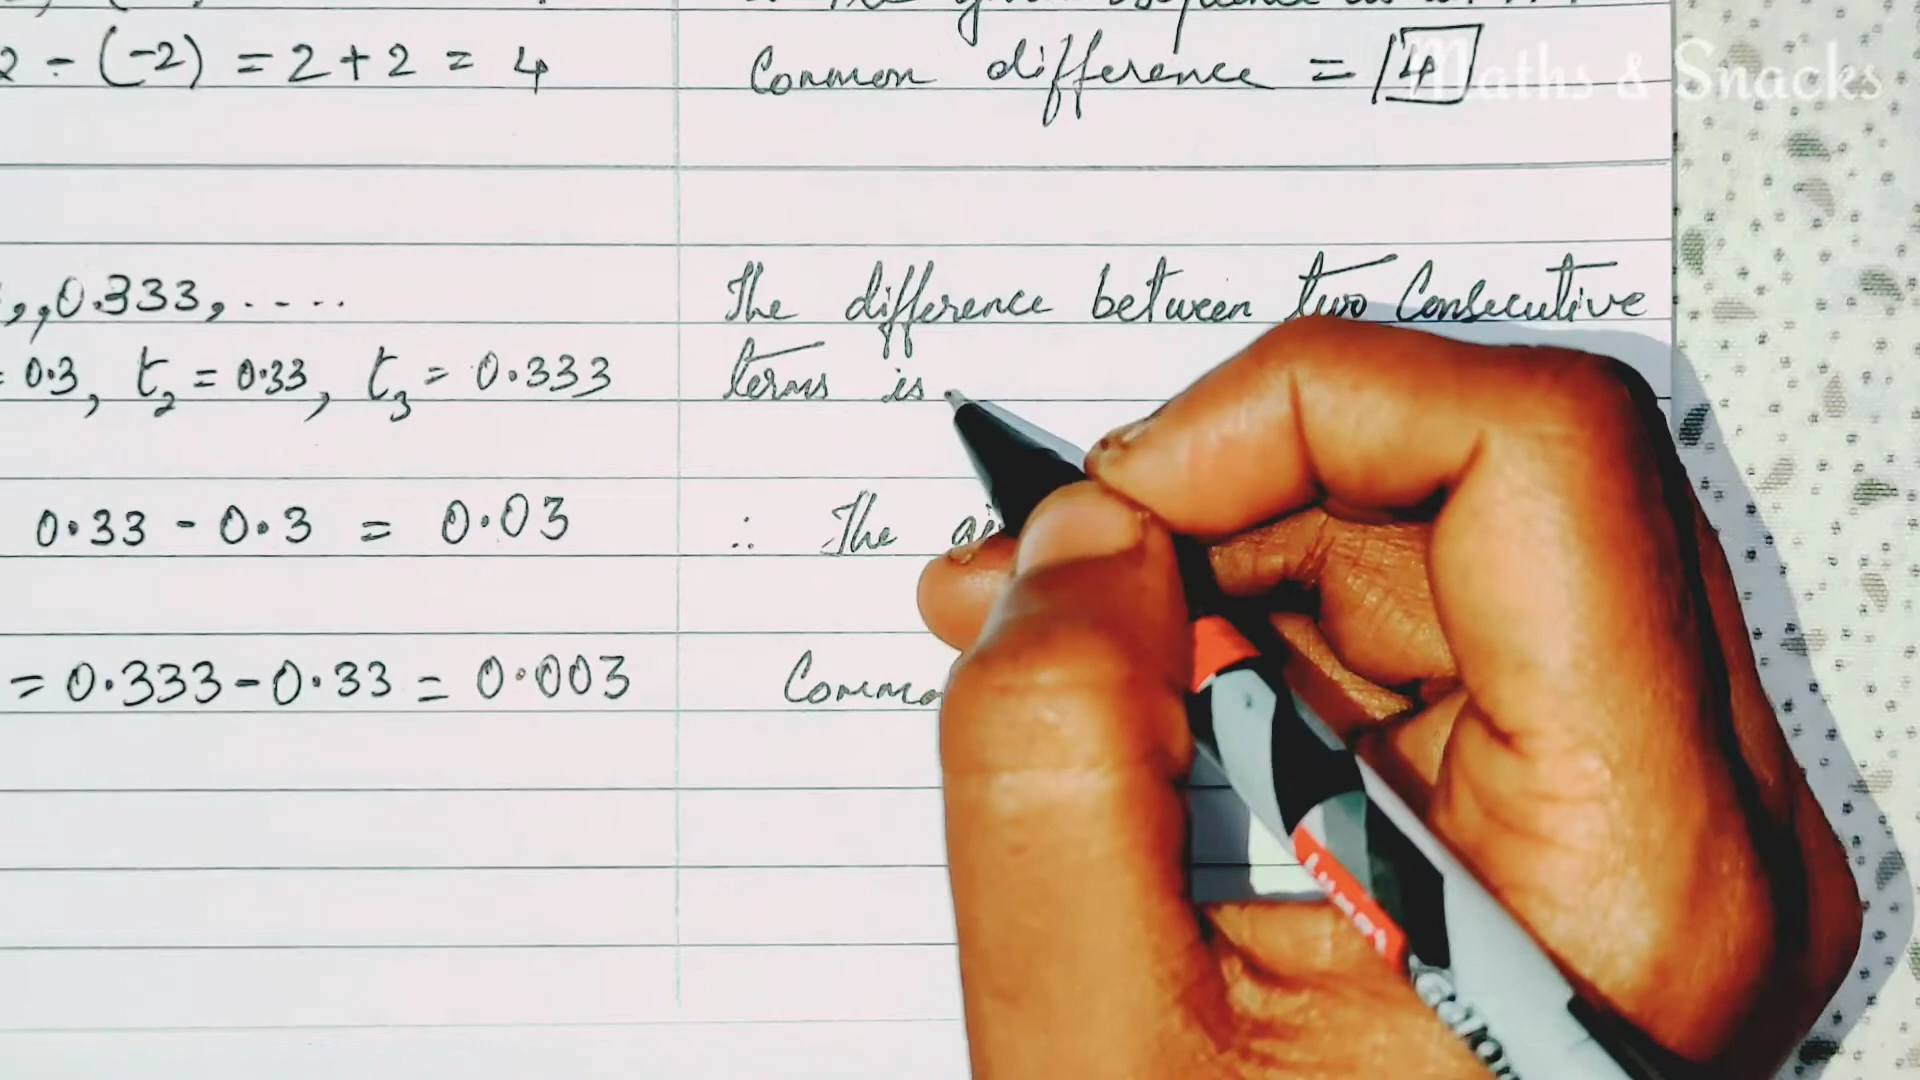 2 - (-2) = 2 + 2 = 4
Common difference = 4
Maths & Snacks
, 0.333, ....
= 0.3, t₂ = 0.33, t₃ = 0.333
0.33 - 0.3 = 0.03
= 0.333 - 0.33 = 0.003
The difference between two Consecutive
terms is
∴ The